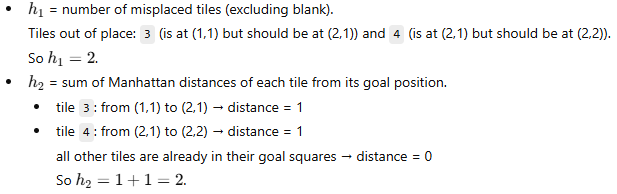 • h₁ = number of misplaced tiles (excluding blank).
Tiles out of place: 3 (is at (1,1) but should be at (2,1)) and 4 (is at (2,1) but should be at (2,2)).
So h₁ = 2.
• h₂ = sum of Manhattan distances of each tile from its goal position.
• tile 3 : from (1,1) to (2,1) → distance = 1
• tile 4 : from (2,1) to (2,2) → distance = 1
all other tiles are already in their goal squares → distance = 0
So h₂ = 1 + 1 = 2.